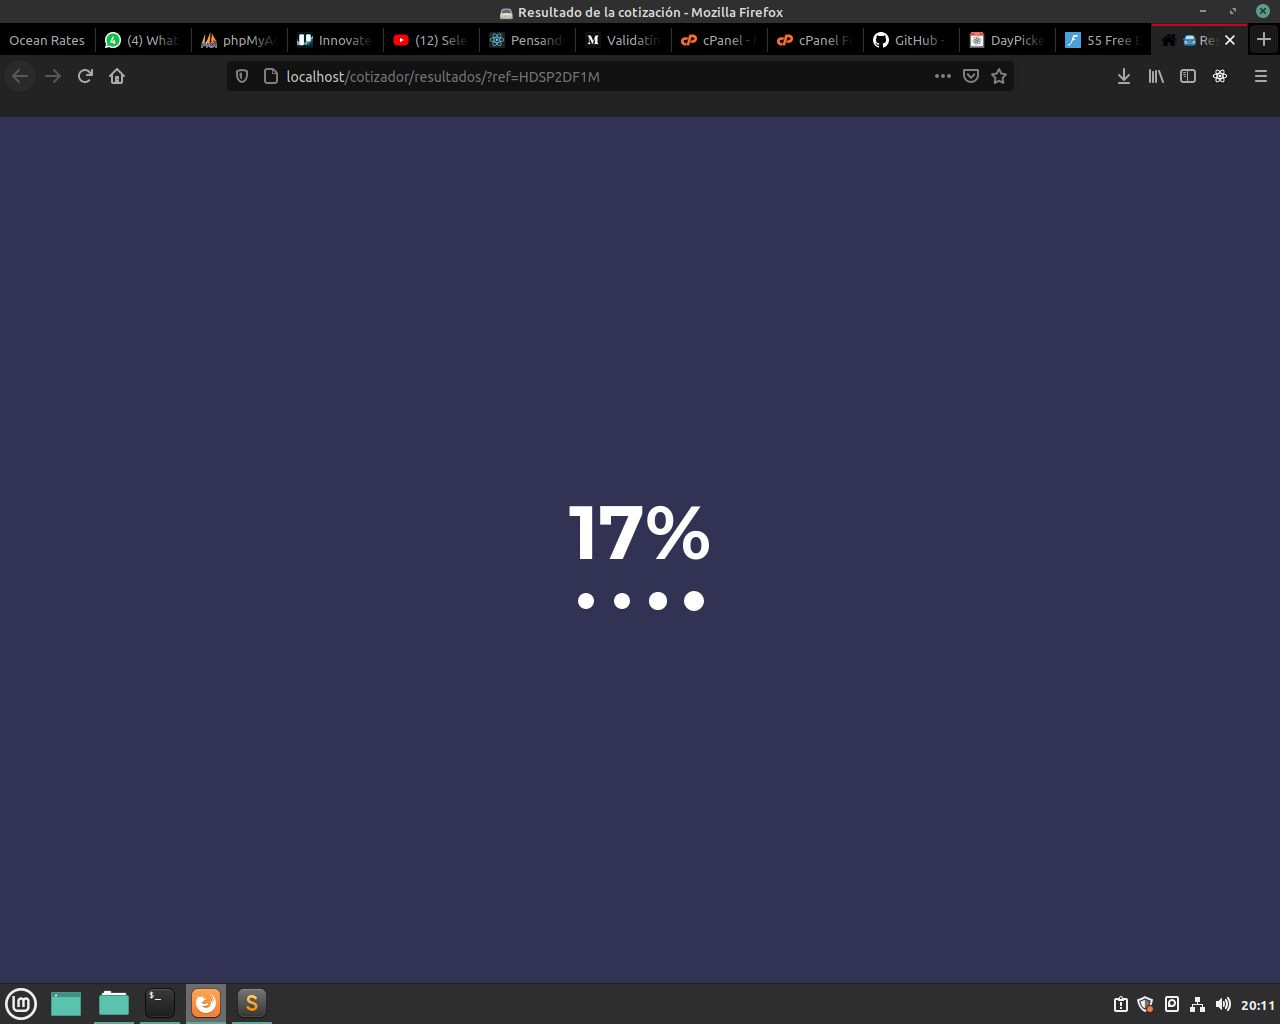 Resultado de la cotización - Mozilla Firefox
Ocean Rates
(4) What
phpMyA
Innovate
(12) Sele
Pensand
Validatin
cPanel -
cPanel F
GitHub -
DayPicke
55 Free
Re
localhost/cotizador/resultados/?ref=HDSP2DF1M
17%
20:11